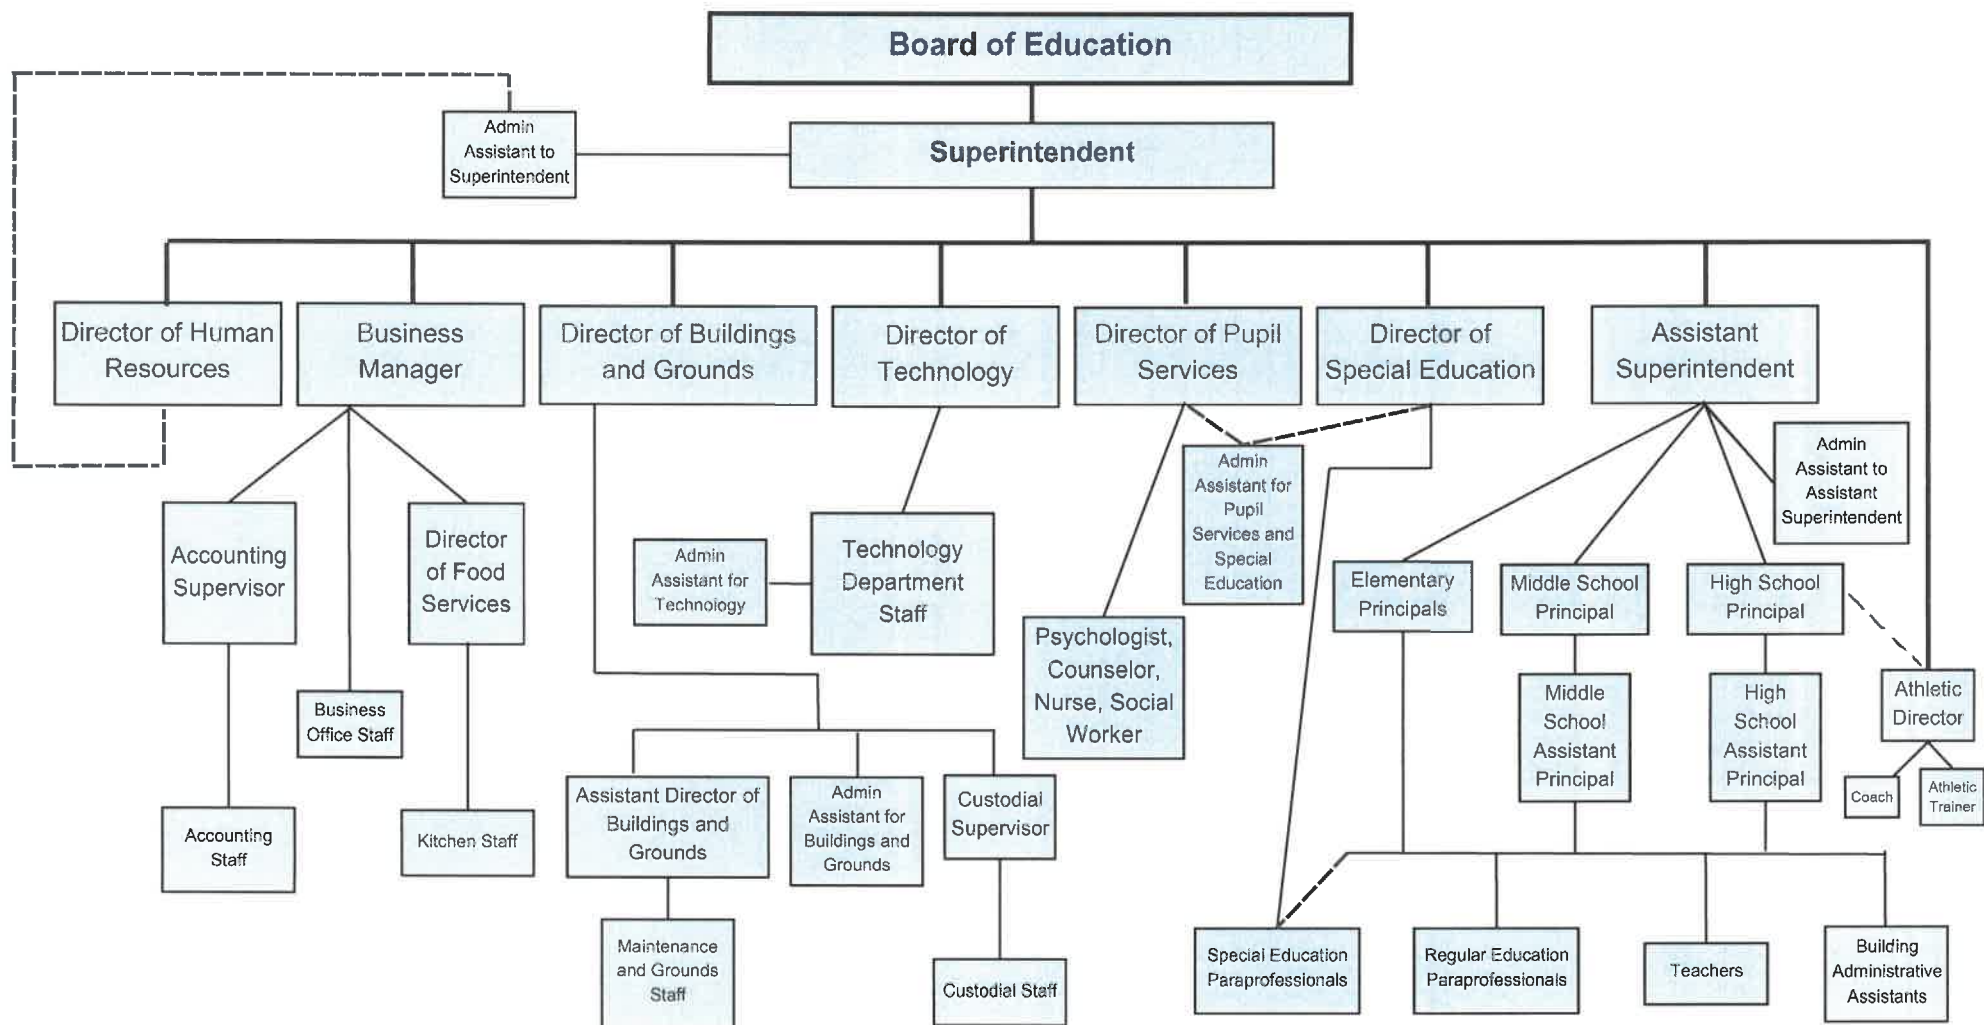 Board of Education
Admin
Assistant to
Superintendent
Superintendent
Director of Human
Resources
Business
Manager
Director of Buildings
and Grounds
Director of
Technology
Director of Pupil
Services
Director of
Special Education
Assistant
Superintendent
Admin
Assistant to
Assistant
Superintendent
Admin
Assistant for
Pupil
Services and
Special
Education
Accounting
Supervisor
Director
of Food
Services
Admin
Assistant for
Technology
Technology
Department
Staff
Elementary
Principals
Middle School
Principal
High School
Principal
Psychologist,
Counselor,
Nurse, Social
Worker
Business
Office Staff
Middle
School
Assistant
Principal
High
School
Assistant
Principal
Athletic
Director
Coach
Athletic
Trainer
Accounting
Staff
Kitchen Staff
Assistant Director of
Buildings and
Grounds
Admin
Assistant for
Buildings and
Grounds
Custodial
Supervisor
Maintenance
and Grounds
Staff
Custodial Staff
Special Education
Paraprofessionals
Regular Education
Paraprofessionals
Teachers
Building
Administrative
Assistants